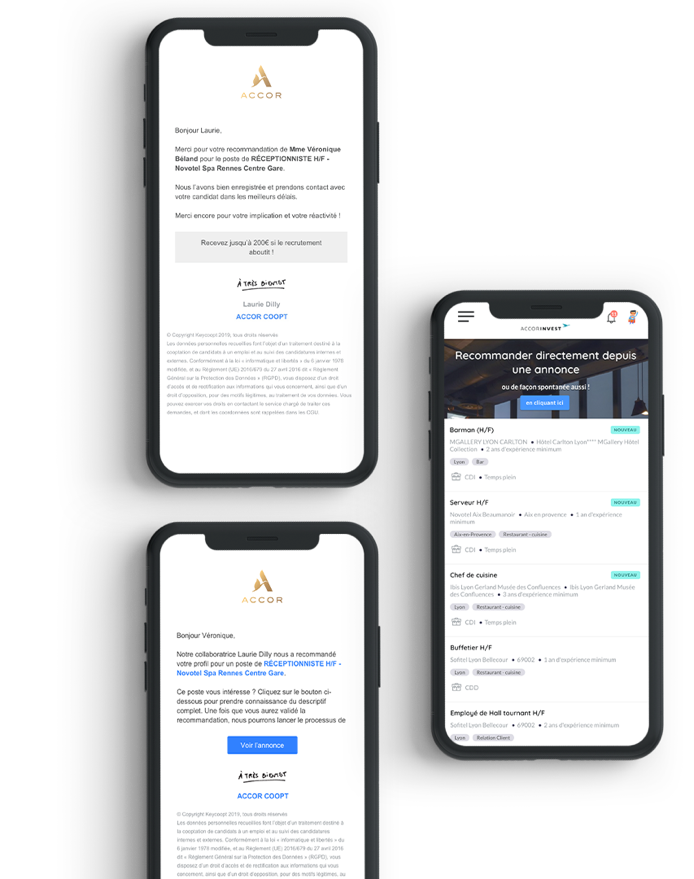 ACCOR
Bonjour Laurie,
Merci pour votre recommandation de Mme Véronique
Béland pour le poste de RÉCEPTIONNISTE H/F -
Novotel Spa Rennes Centre Gare.
Nous l'avons bien enregistrée et prendons contact avec
votre candidat dans les meilleurs délais.
Merci encore pour votre implication et votre réactivité !
Recevez jusqu'à 200€ si le recrutement
aboutit !
À TRÈS BIENTÔT
Laurie Dilly
ACCOR COOPT
© Copyright Keycoopt 2019, tous droits réservés
Les données personnelles recueillies font l'objet d'un traitement destiné à la
cooptation de candidats à un emploi et au suivi des candidatures internes et
externes. Conformément à la loi « informatique et libertés » du 6 janvier 1978
modifiée, et au Règlement (UE) 2016/679 du 27 avril 2016 dit « Règlement
Général sur la Protection des Données » (RGPD), vous disposez d'un droit
d'accès et de rectification aux informations qui vous concernent, ainsi que d'un
droit d'opposition, pour des motifs légitimes, au traitement de vos données. Vous
pouvez exercer vos droits en contactant le service chargé de traiter ces
demandes, et dont les coordonnées sont rappelées dans les CGU
ACCORINVEST
Recommander directement depuis
une annonce
ou de façon spontanée aussi !
en cliquant ici
Barman (H/F) NOUVEAU
MGALLERY LYON CARLTON • Hôtel Carlton Lyon**** MGallery Hôtel
Collection • 2 ans d'expérience minimum
Lyon Bar
CDI • Temps plein
Serveur H/F NOUVEAU
Novotel Aix Beaumanoir • Aix en provence • 1 an d'expérience
minimum
Aix-en-Provence Restaurant - cuisine
CDI • Temps plein
Chef de cuisine NOUVEAU
Ibis Lyon Gerland Musée des Confluences • Ibis Lyon Gerland Musée
des Confluences • 3 ans d'expérience minimum
Lyon Restaurant - cuisine
CDI • Temps plein
Buffetier H/F
Sofitel Lyon Bellecour • 69002 • 1 an d'expérience minimum
Lyon Restaurant - cuisine
CDD
Employé de Hall tournant H/F
Sofitel Lyon Bellecour • 69002 • 2 ans d'expérience minimum
Lyon Relation Client
ACCOR
Bonjour Véronique,
Notre collaboratrice Laurie Dilly nous a recommandé
votre profil pour un poste de RÉCEPTIONNISTE H/F -
Novotel Spa Rennes Centre Gare.
Ce poste vous intéresse ? Cliquez sur le bouton ci-
dessous pour prendre connaissance du descriptif
complet. Une fois que vous aurez validé la
recommandation, nous pourrons lancer le processus de
Voir l'annonce
À TRÈS BIENTÔT
ACCOR COOPT
© Copyright Keycoopt 2019, tous droits réservés
Les données personnelles recueillies font l'objet d'un traitement destiné à
la cooptation de candidats à un emploi et au suivi des candidatures
internes et externes. Conformément à la loi « informatique et libertés » du
6 janvier 1978 modifiée, et au Règlement (UE) 2016/679 du 27 avril 2016
dit « Règlement Général sur la Protection des Données » (RGPD), vous
disposez d'un droit d'accès et de rectification aux informations qui vous
concernent, ainsi que d'un droit d'opposition, pour des motifs légitimes, au